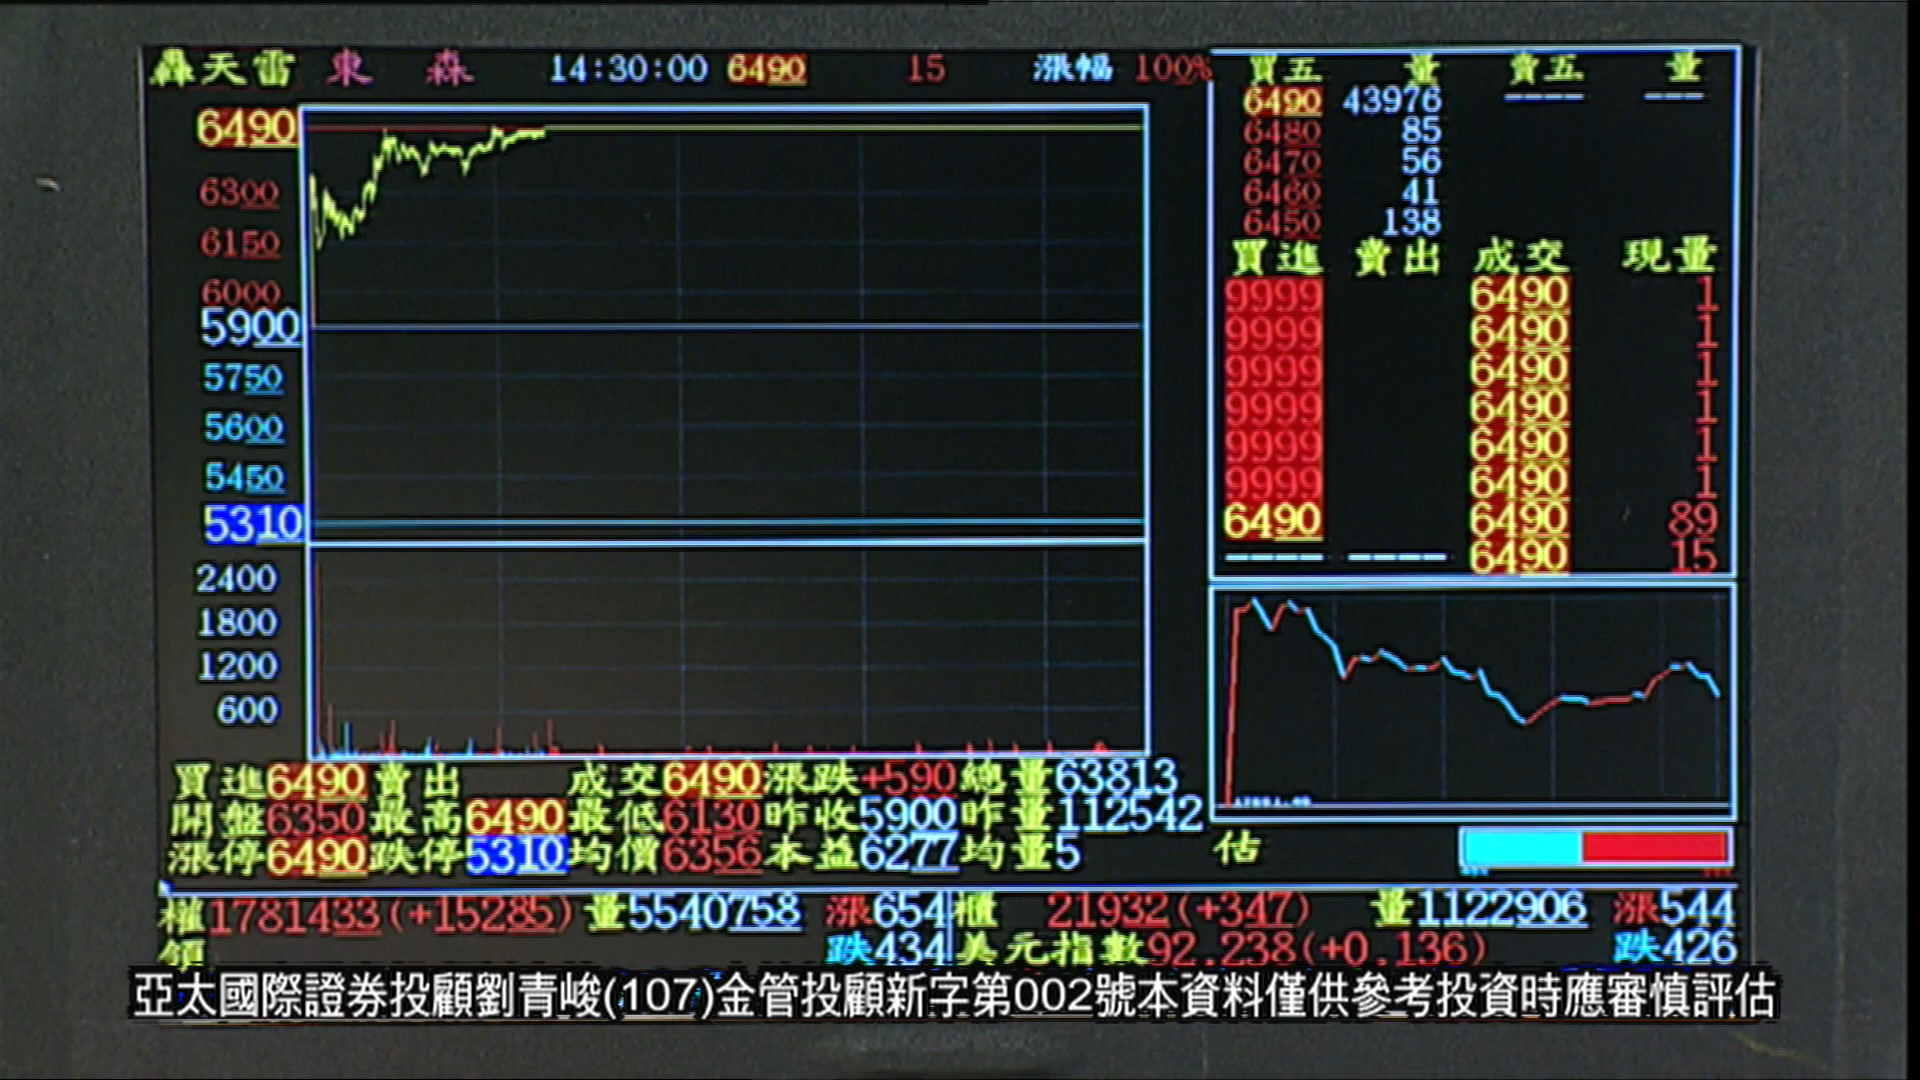 轟天雷 東 森 14:30:00 6490 15 漲幅 100%
6490
6300
6150
6000
5900
5750
5600
5450
5310
2400
1800
1200
600
買五 量 賣五 量
6490 43976 ---- ---
6480 85
6470 56
6460 41
6450 138
買進 賣出 成交 現量
9999 6490 1
9999 6490 1
9999 6490 1
9999 6490 1
9999 6490 1
9999 6490 1
6490 6490 89
---- ---- 6490 15
買進6490賣出 成交6490漲跌+590總量63813
開盤6350最高6490最低6130昨收5900昨量112542
漲停6490跌停5310均價6356本益6277均量5
估
權1781433(+15285)量5540758 漲654
櫃 21932(+347) 量1122906 漲544
領 跌434
美元指數92.238(+0.136) 跌426
亞太國際證券投顧劉青峻(107)金管投顧新字第002號本資料僅供參考投資時應審慎評估